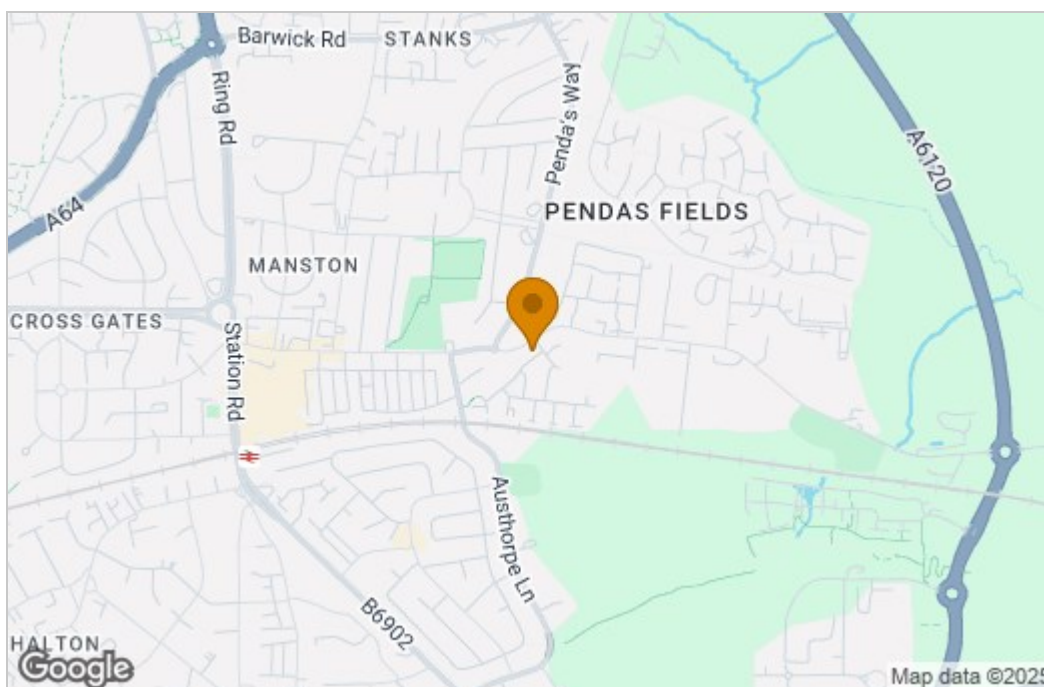 Barwick Rd
STANKS
Ring Rd
Penda's Way
A6120
A64
PENDAS FIELDS
MANSTON
CROSS GATES
Station Rd
Austhorpe Ln
B6902
HALTON
Google
Map data ©2025